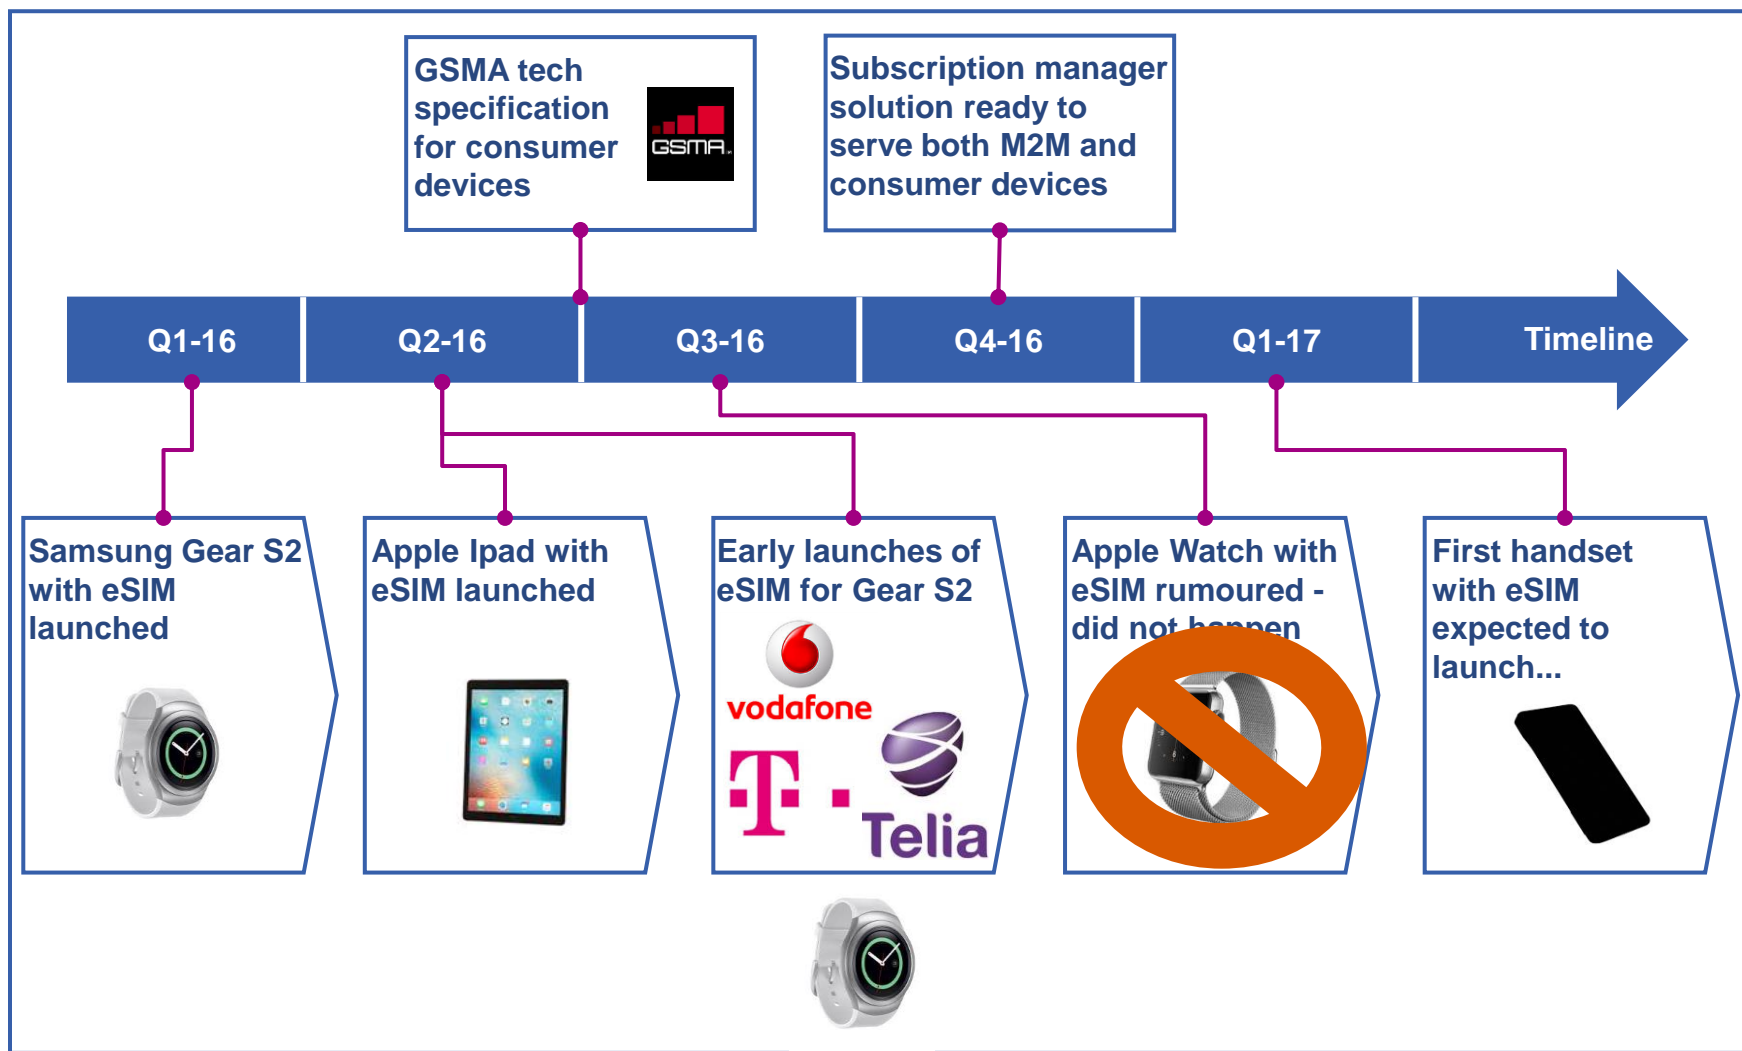 GSMA tech
specification
for consumer
devices
GSMA
Subscription manager
solution ready to
serve both M2M and
consumer devices
Q1-16
Q2-16
Q3-16
Q4-16
Q1-17
Timeline
Samsung Gear S2
with eSIM
launched
Apple Ipad with
eSIM launched
Early launches of
eSIM for Gear S2
vodafone
T
Telia
Apple Watch with
eSIM rumoured -
did not happen
First handset
with eSIM
expected to
launch...